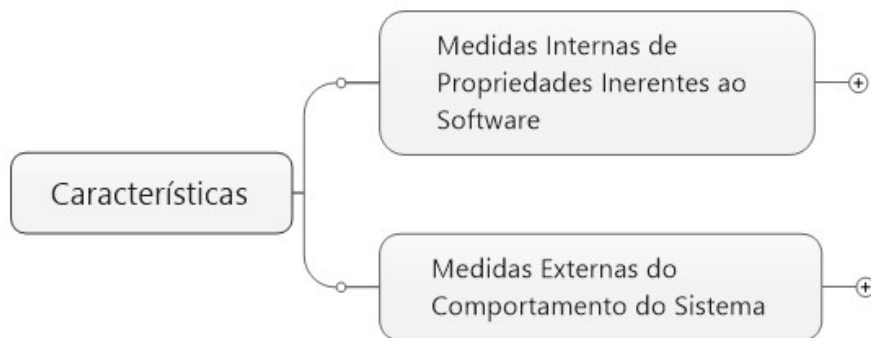 Medidas Internas de
Propriedades Inerentes ao
Software
Características
Medidas Externas do
Comportamento do Sistema